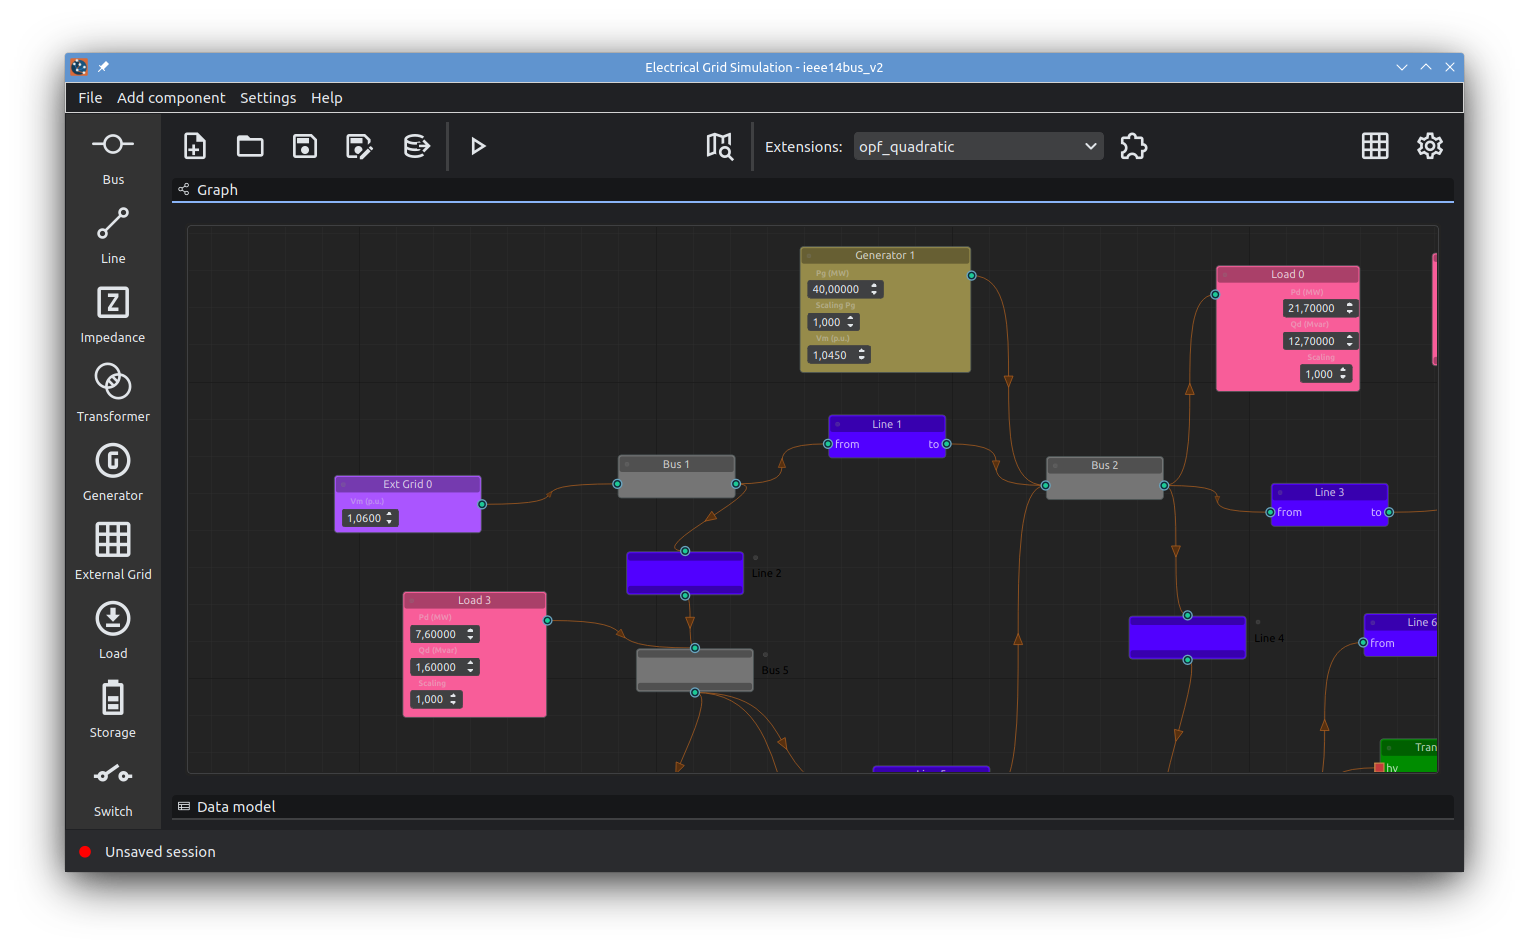 Electrical Grid Simulation - ieee14bus_v2
File Add component Settings Help
Extensions: opf_quadratic
Bus
Line
Impedance
Transformer
Generator
External Grid
Load
Storage
Switch
Graph
Generator 1
Pg (MW)
40,00000
Scaling Pg
1,000
Vm (p.u.)
1,0450
Load 0
Pd (MW)
21,70000
Qd (Mvar)
12,70000
Scaling
1,000
Line 1
from to
Bus 1
Bus 2
Ext Grid 0
Vm (p.u.)
1,0600
Line 3
from to
Line 2
Load 3
Pd (MW)
7,60000
Qd (Mvar)
1,60000
Scaling
1,000
Bus 5
Line 4
Line 6
from
Tran
hv
Data model
Unsaved session